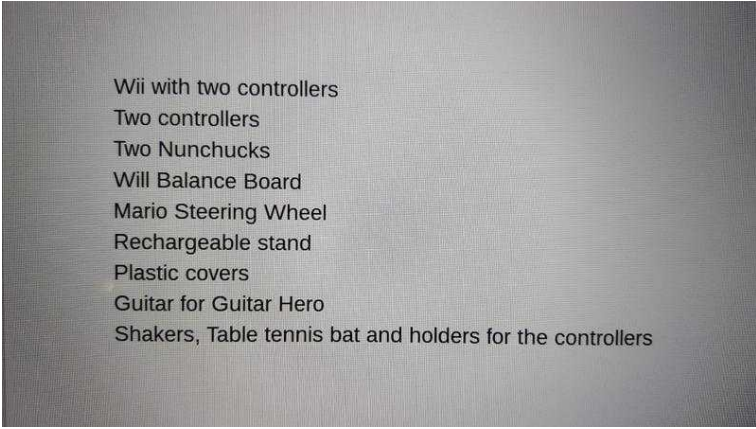 Wii with two controllers
Two controllers
Two Nunchucks
Will Balance Board
Mario Steering Wheel
Rechargeable stand
Plastic covers
Guitar for Guitar Hero
Shakers, Table tennis bat and holders for the controllers